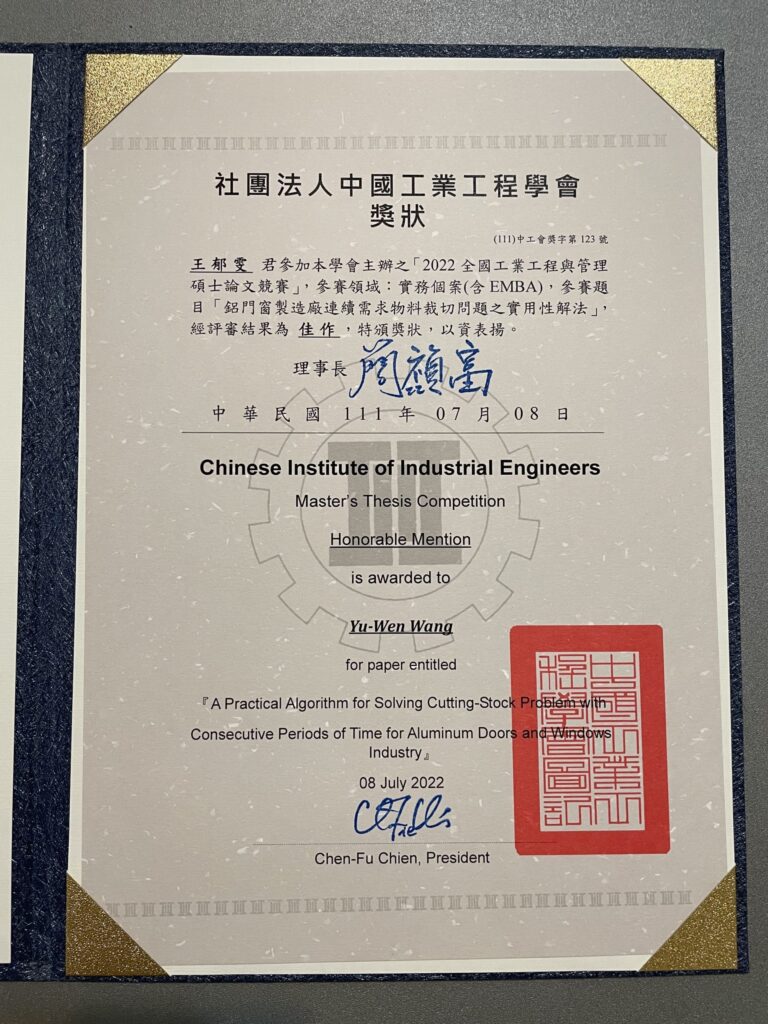 社團法人中國工業工程學會
獎狀
(111)中工會獎字第 123 號
王郁雯 君參加本學會主辦之「2022 全國工業工程與管理
碩士論文競賽」，參賽領域：實務個案(含 EMBA)，參賽題
目「鋁門窗製造廠連續需求物料裁切問題之實用性解法」，
經評審結果為 佳作，特頒獎狀，以資表揚。
理事長
中華民國 111 年 07 月 08 日
Chinese Institute of Industrial Engineers
Master's Thesis Competition
Honorable Mention
is awarded to
Yu-Wen Wang
for paper entitled
『A Practical Algorithm for Solving Cutting-Stock Problem with
Consecutive Periods of Time for Aluminum Doors and Windows
Industry』
08 July 2022
Chen-Fu Chien, President